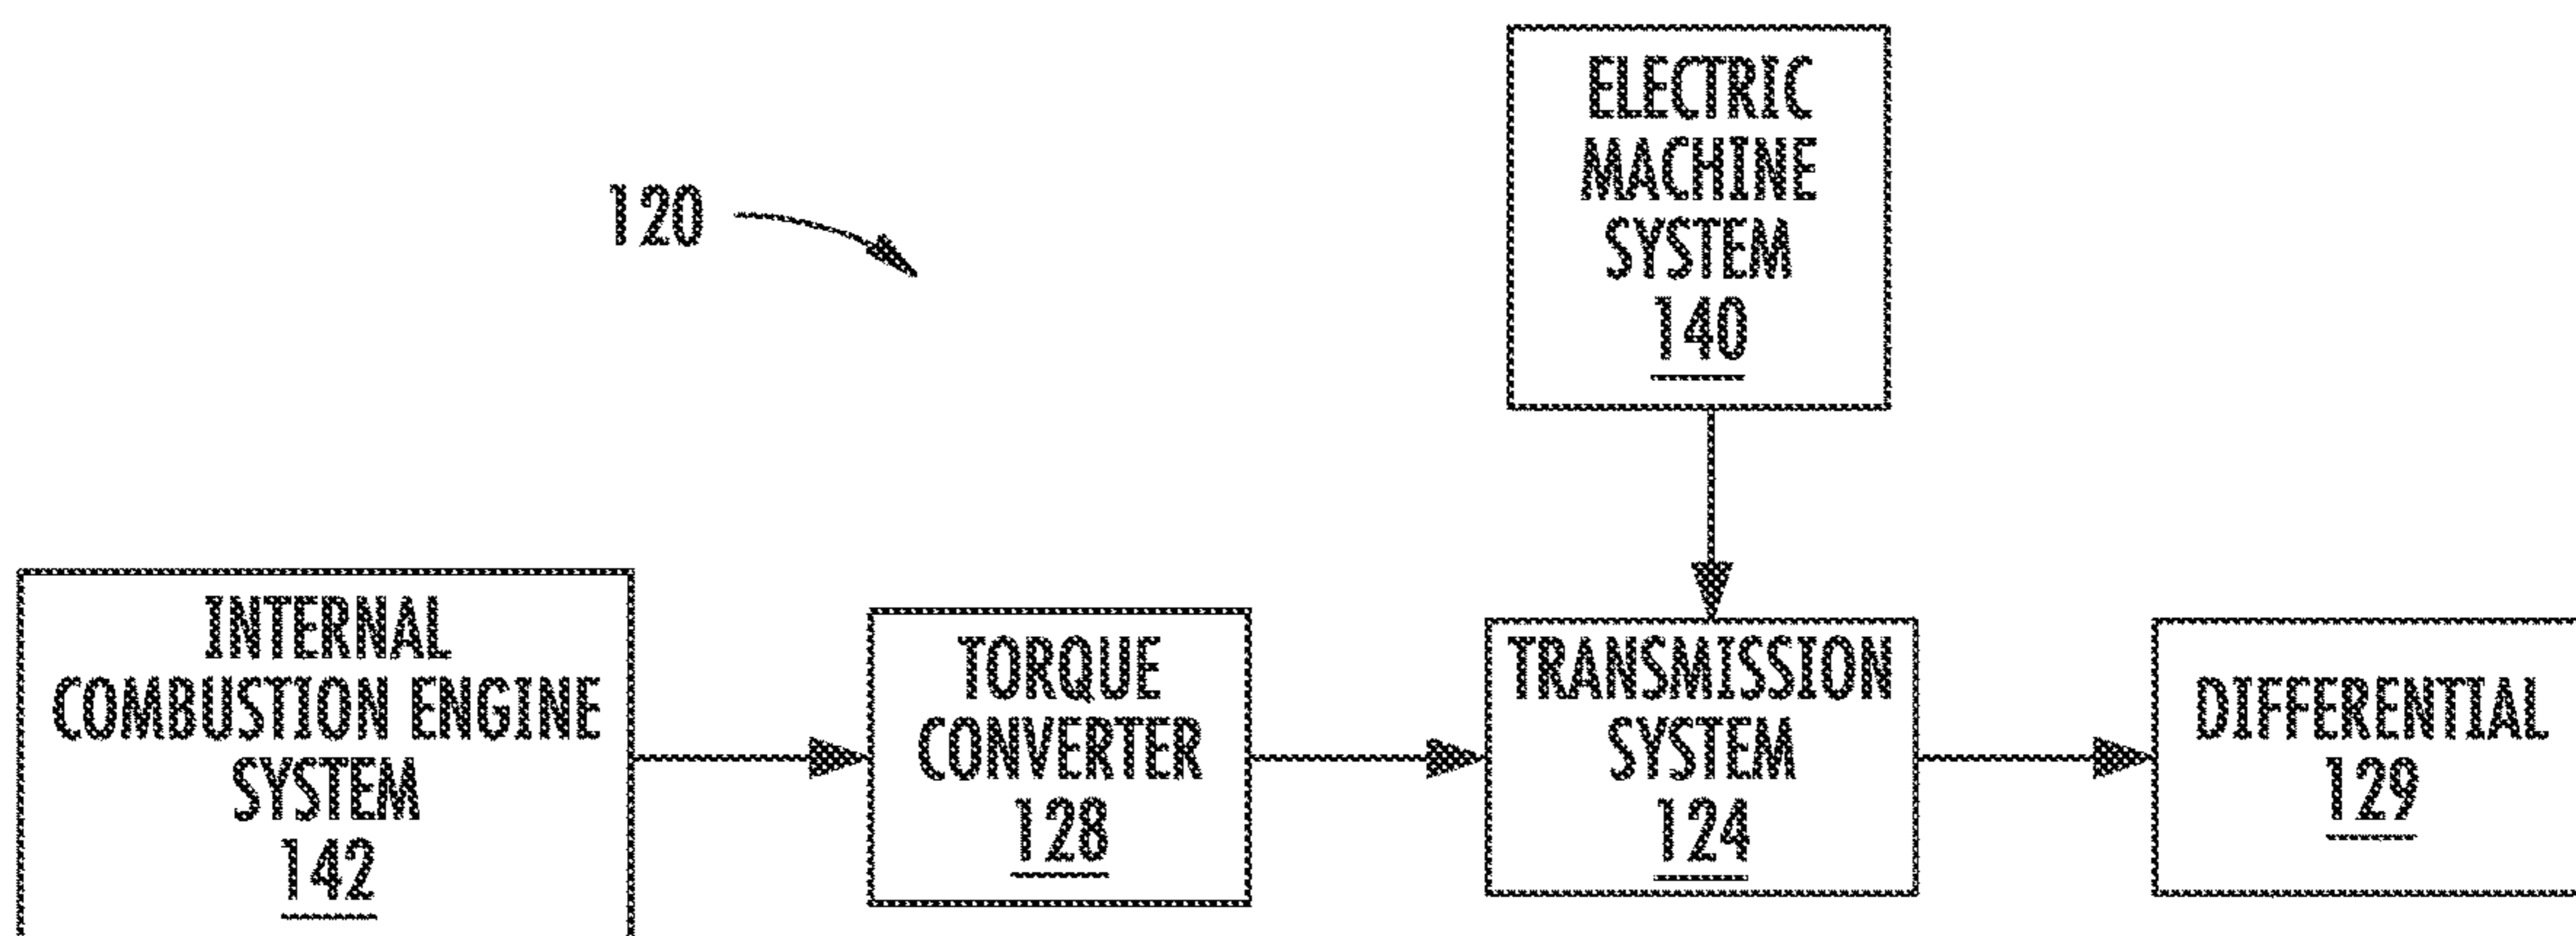 120
ELECTRIC
MACHINE
SYSTEM
140
INTERNAL
COMBUSTION ENGINE
SYSTEM
142
TORQUE
CONVERTER
128
TRANSMISSION
SYSTEM
124
DIFFERENTIAL
129